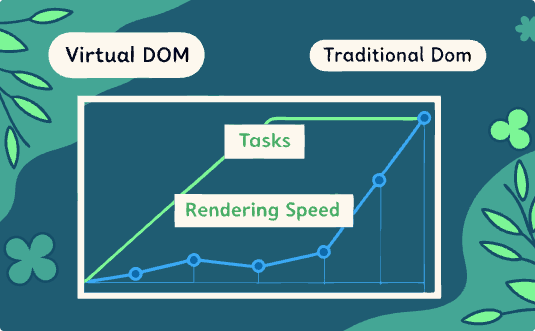 Virtual DOM
Traditional Dom
Tasks
Rendering Speed